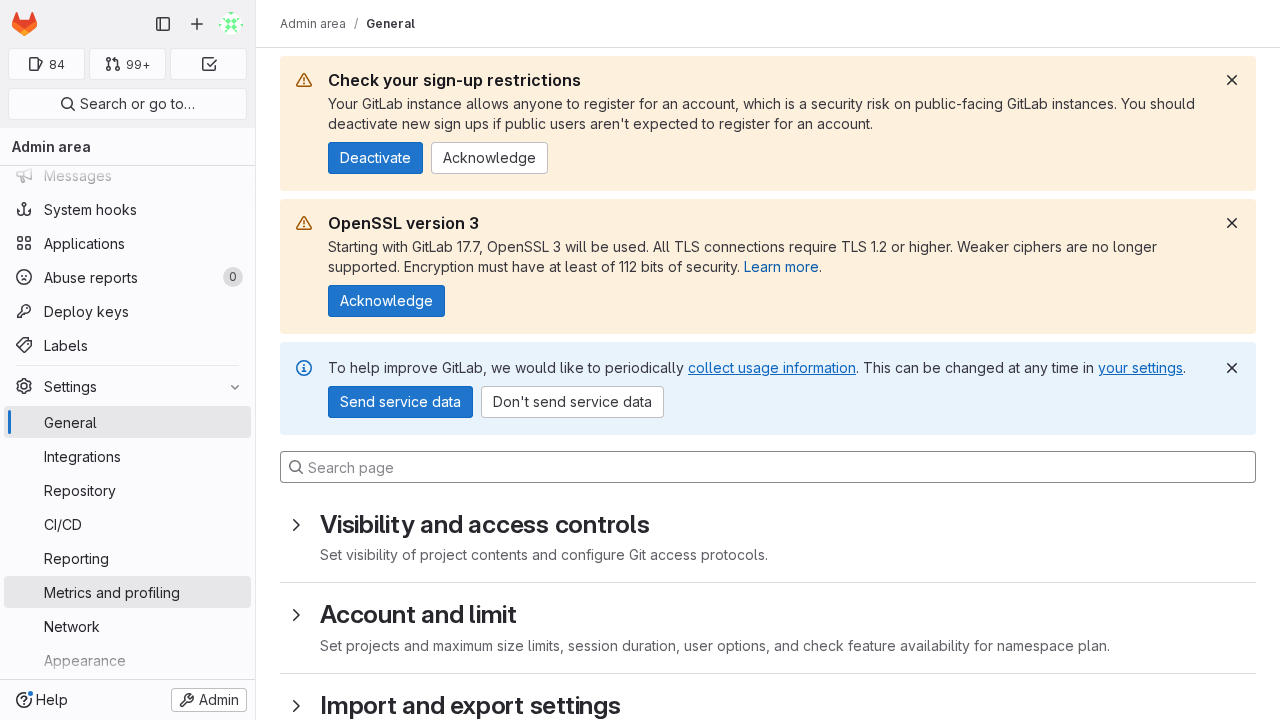 84
99+
Search or go to…
Admin area
Messages
System hooks
Applications
Abuse reports
0
Deploy keys
Labels
Settings
General
Integrations
Repository
CI/CD
Reporting
Metrics and profiling
Network
Appearance
Help
Admin
Admin area / General
Check your sign-up restrictions
Your GitLab instance allows anyone to register for an account, which is a security risk on public-facing GitLab instances. You should
deactivate new sign ups if public users aren't expected to register for an account.
Deactivate
Acknowledge
OpenSSL version 3
Starting with GitLab 17.7, OpenSSL 3 will be used. All TLS connections require TLS 1.2 or higher. Weaker ciphers are no longer
supported. Encryption must have at least of 112 bits of security. Learn more.
Acknowledge
To help improve GitLab, we would like to periodically collect usage information. This can be changed at any time in your settings.
Send service data
Don't send service data
Search page
Visibility and access controls
Set visibility of project contents and configure Git access protocols.
Account and limit
Set projects and maximum size limits, session duration, user options, and check feature availability for namespace plan.
Import and export settings